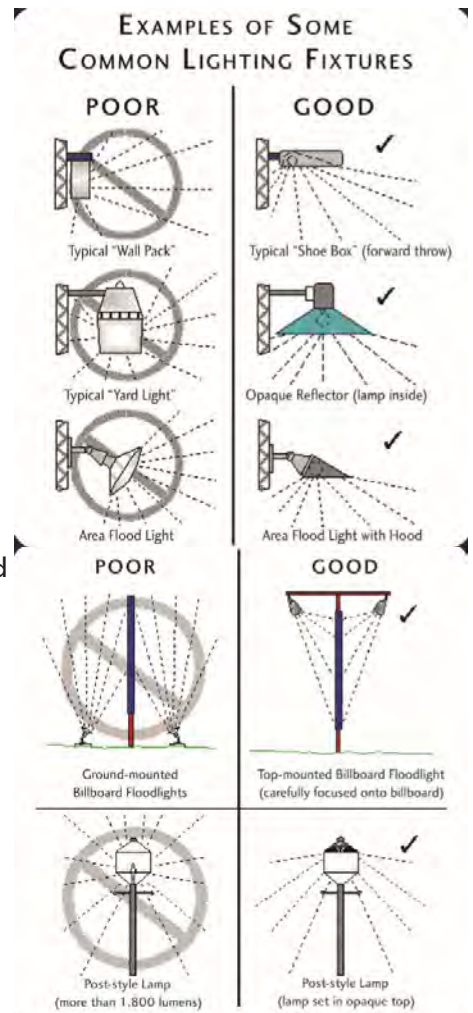 EXAMPLES OF SOME
COMMON LIGHTING FIXTURES
POOR
GOOD
Typical "Wall Pack"
Typical "Shoe Box" (forward throw)
Typical "Yard Light"
Opaque Reflector (lamp inside)
Area Flood Light
Area Flood Light with Hood
d
POOR
GOOD
Ground-mounted
Billboard Floodlights
Top-mounted Billboard Floodlight
(carefully focused onto billboard)
Post-style Lamp
(more than 1.800 lumens)
Post-style Lamp
(lamp set in opaque top)